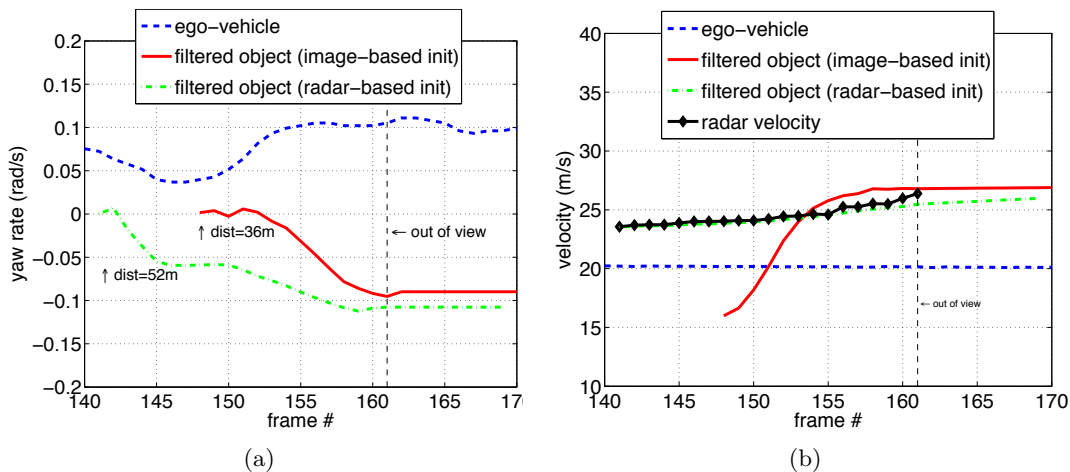 ego−vehicle
filtered object (image−based init)
filtered object (radar−based init)
0.2
0.15
0.1
0.05
0
−0.05
−0.1
−0.15
−0.2
yaw rate (rad/s)
↑ dist=36m
← out of view
↑ dist=52m
140 145 150 155 160 165 170
frame #
(a)
ego−vehicle
filtered object (image−based init)
filtered object (radar−based init)
radar velocity
40
35
30
25
20
15
10
velocity (m/s)
← out of view
140 145 150 155 160 165 170
frame #
(b)